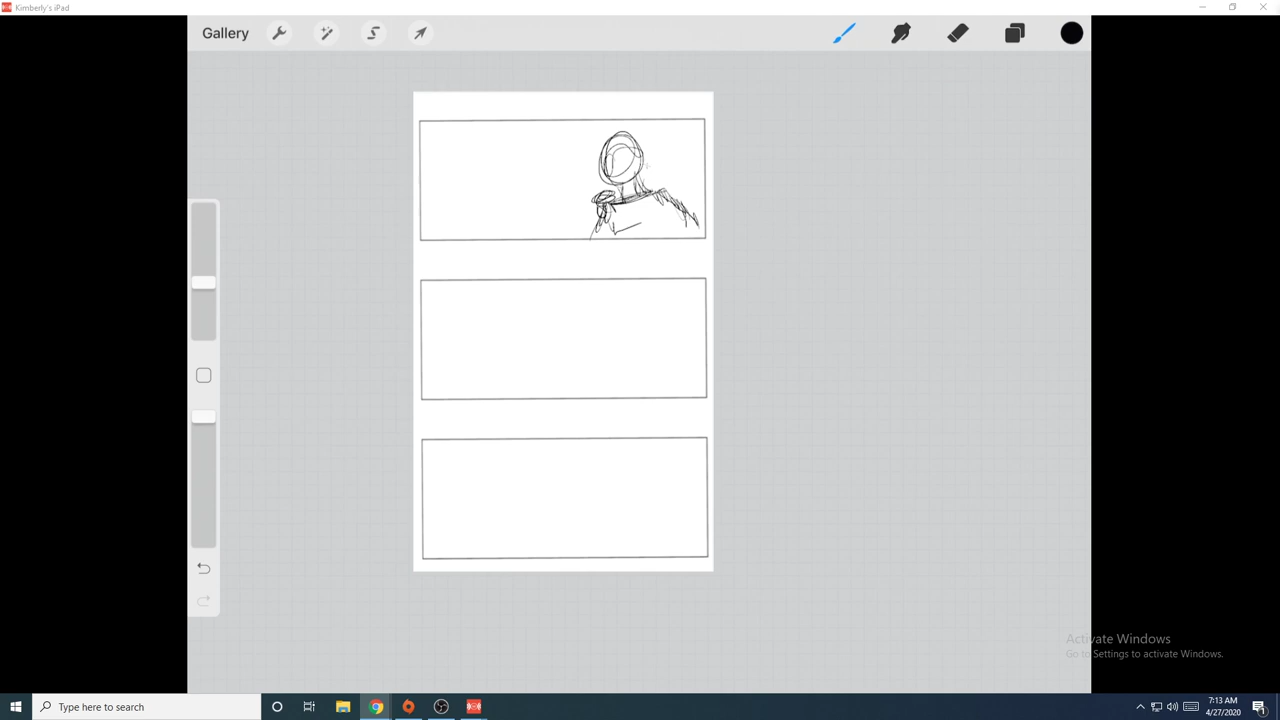 Kimberly's iPad
Gallery
Activate Windows
Go to Settings to activate Windows.
Type here to search
7:13 AM
4/27/2020
1